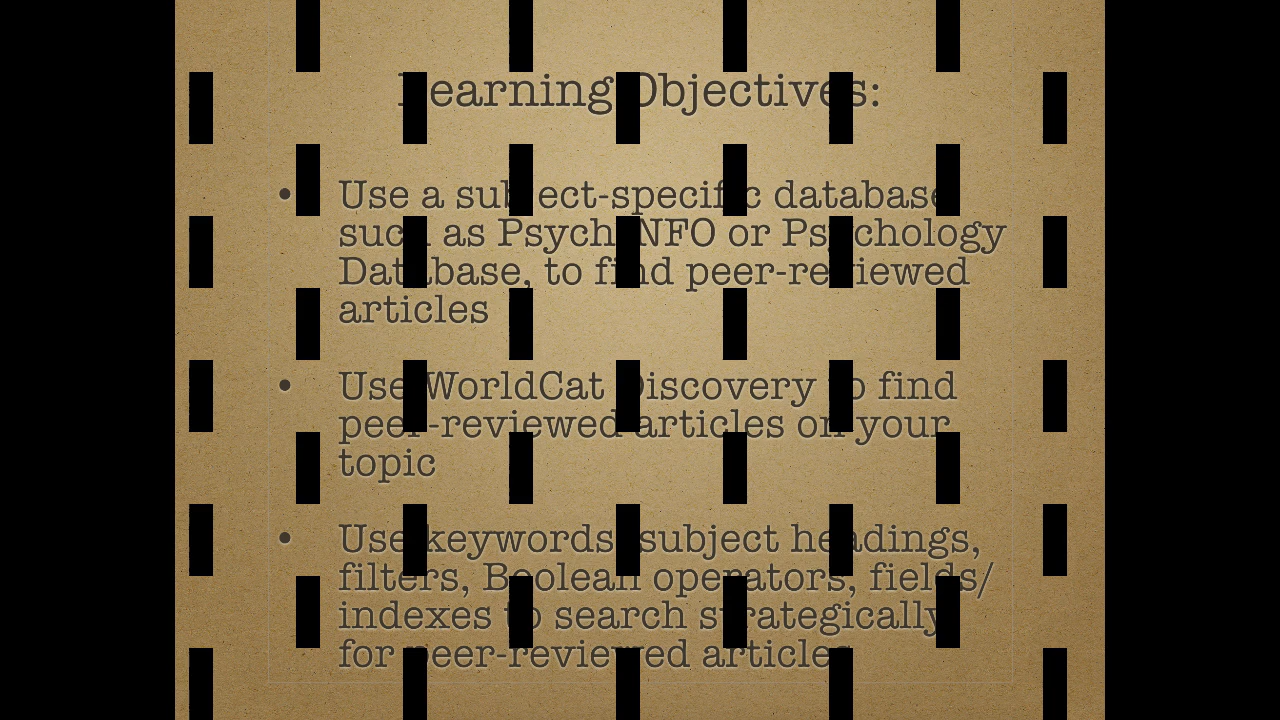 Learning Objectives:
• Use a subject-specific database
such as PsychINFO or Psychology
Database, to find peer-reviewed
articles
• Use WorldCat Discovery to find
peer-reviewed articles on your
topic
• Use keywords, subject headings,
filters, Boolean operators, fields/
indexes to search strategically
for peer-reviewed articles